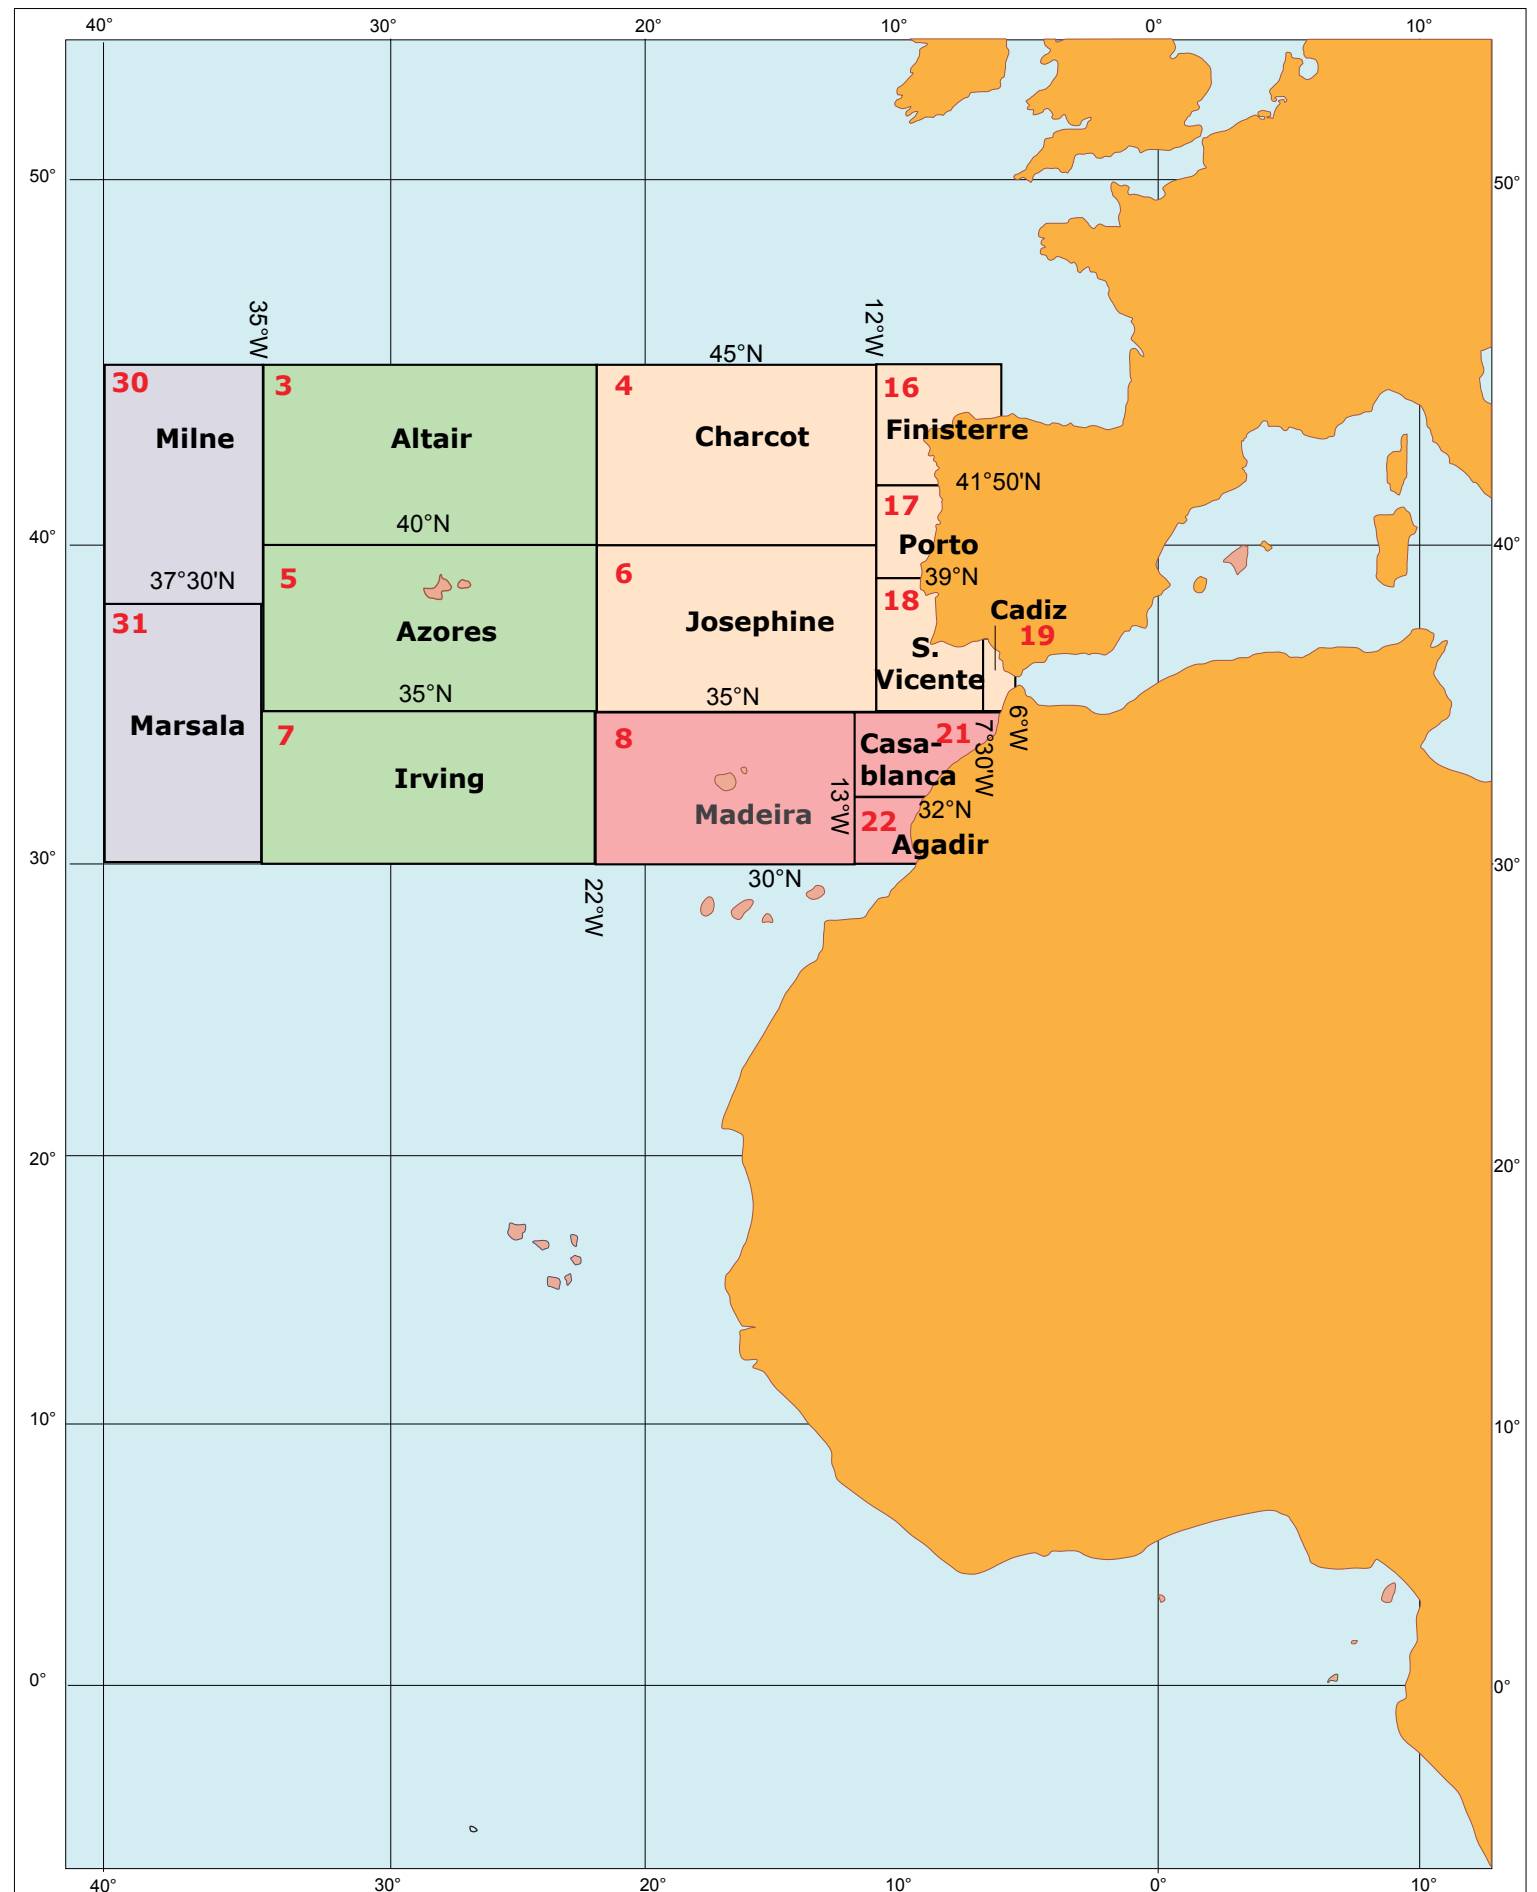 40°
30°
20°
10°
0°
10°
50°
50°
35°W
12°W
45°N
30
3
4
16
Milne
Altair
Charcot
Finisterre
41°50'N
17
40°N
40°
Porto
40°
37°30'N
5
6
39°N
31
18
Cadiz
19
Azores
Josephine
S.
Vicente
35°N
35°N
Marsala
7
8
21
6°W
7°30'W
Casa-
blanca
Irving
13°W
Madeira
32°N
22
Agadir
30°
30°
30°N
22°W
20°
20°
10°
10°
0°
0°
40°
30°
20°
10°
0°
10°